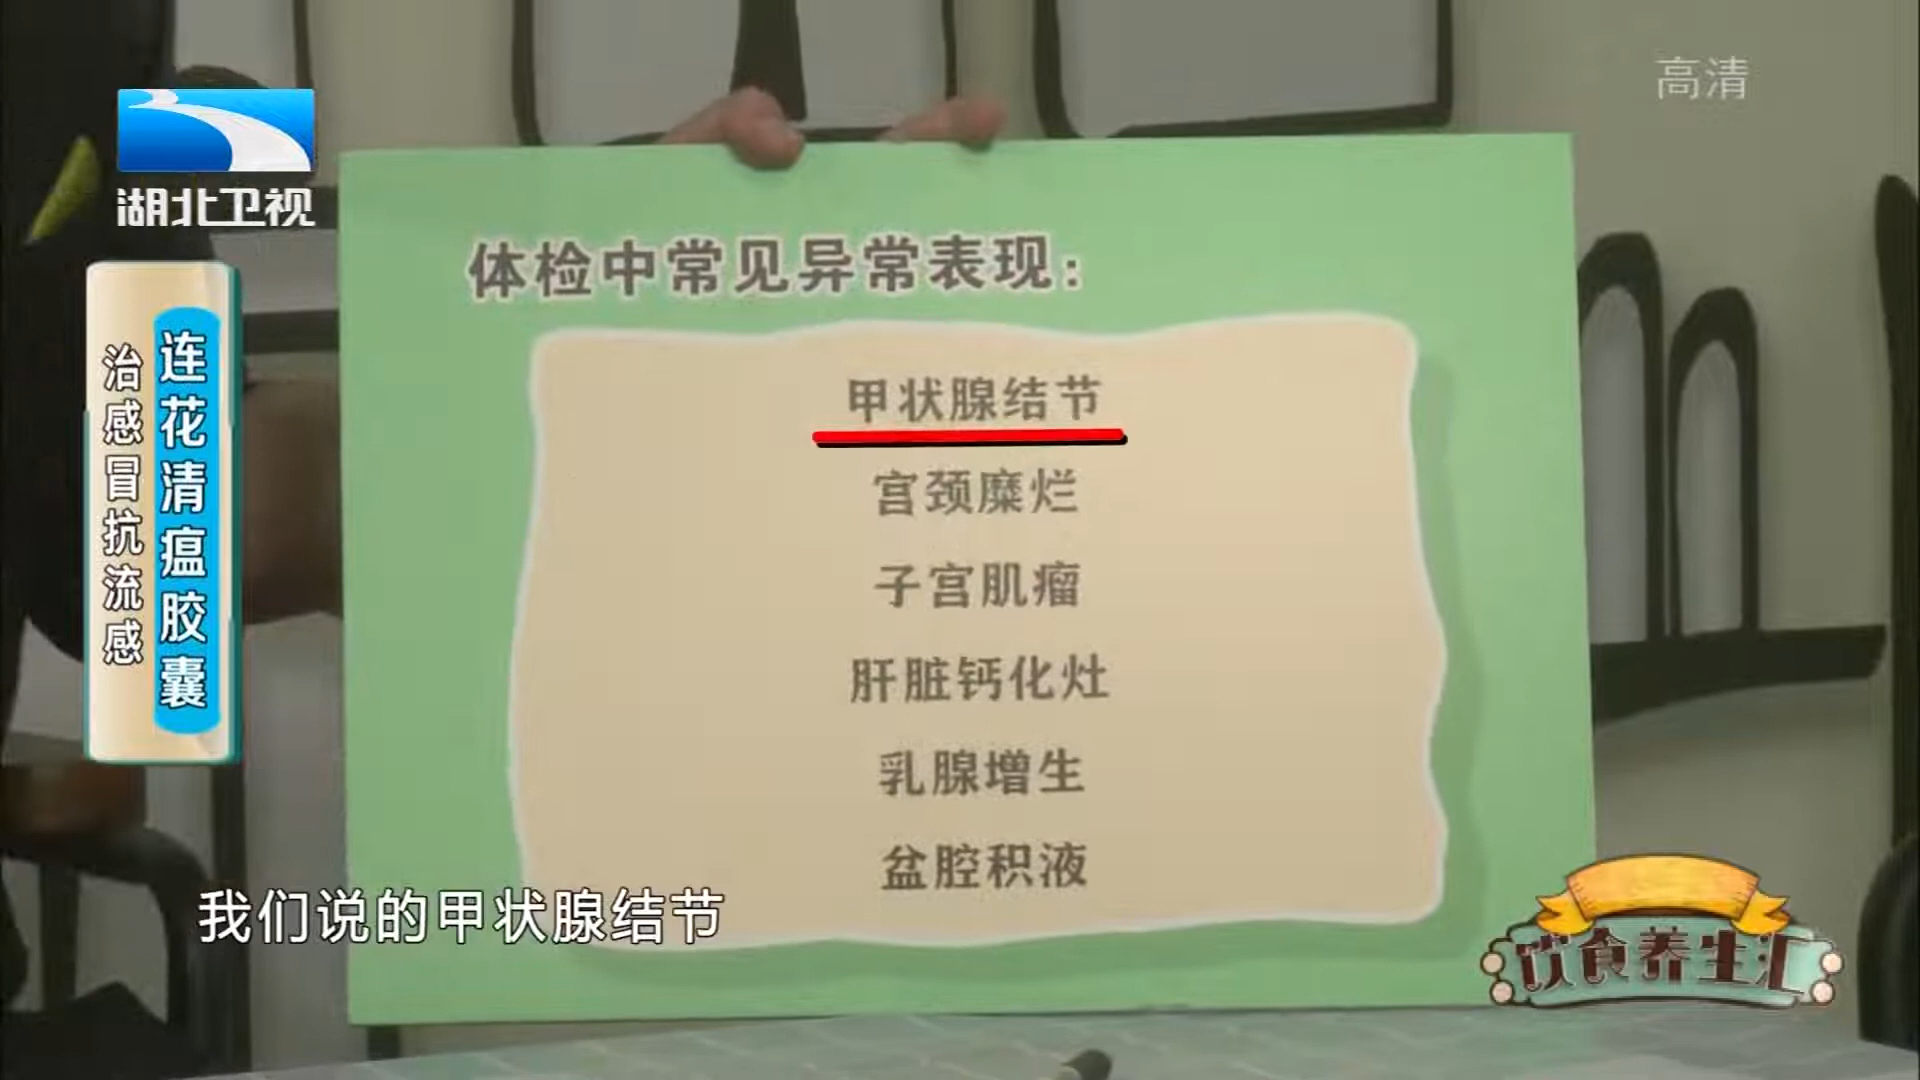 高清
湖北卫视
体检中常见异常表现：
连花清瘟胶囊
治感冒抗流感
甲状腺结节
宫颈糜烂
子宫肌瘤
肝脏钙化灶
乳腺增生
盆腔积液
我们说的甲状腺结节
饮食养生汇